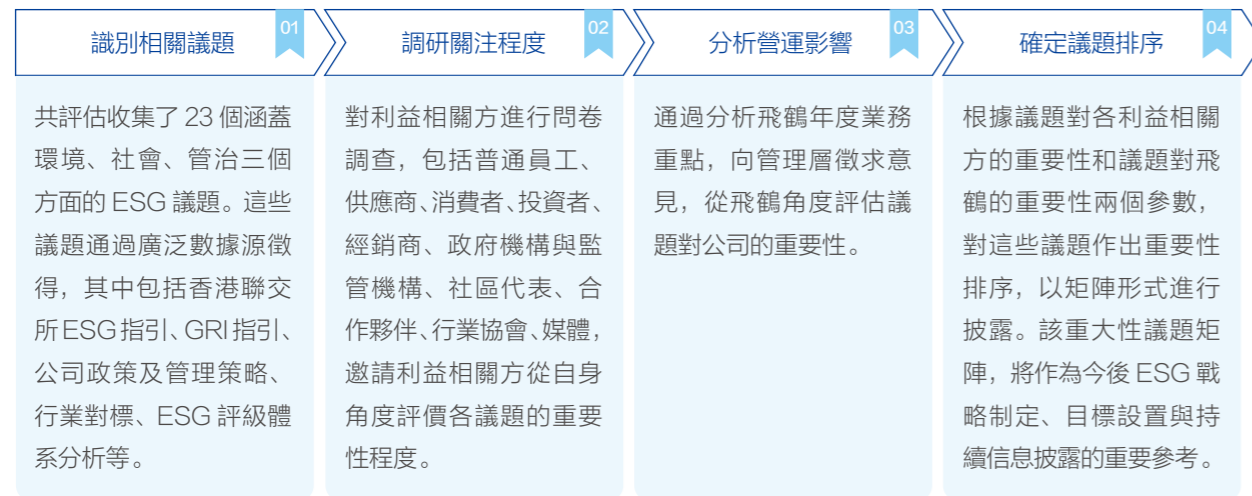 識別相關議題
01
共評估收集了 23 個涵蓋
環境、社會、管治三個
方面的 ESG 議題。這些
議題通過廣泛數據源徵
得，其中包括香港聯交
所ESG指引、GRI指引、
公司政策及管理策略、
行業對標、ESG 評級體
系分析等。
調研關注程度
02
對利益相關方進行問卷
調查，包括普通員工、
供應商、消費者、投資者、
經銷商、政府機構與監
管機構、社區代表、合
作夥伴、行業協會、媒體，
邀請利益相關方從自身
角度評價各議題的重要
性程度。
分析營運影響
03
通過分析飛鶴年度業務
重點，向管理層徵求意
見，從飛鶴角度評估議
題對公司的重要性。
確定議題排序
04
根據議題對各利益相關
方的重要性和議題對飛
鶴的重要性兩個參數，
對這些議題作出重要性
排序，以矩陣形式進行
披露。該重大性議題矩
陣，將作為今後 ESG 戰
略制定、目標設置與持
續信息披露的重要參考。